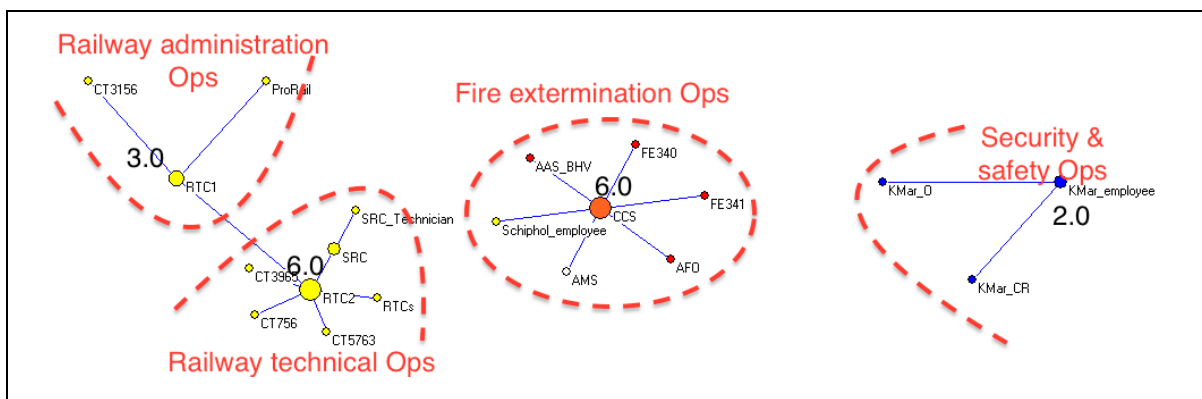 Railway administration
Ops
CT3156
ProRail
3.0
RTC1
SRC_Technician
SRC
CT3965
6.0
RTC2
RTCs
CT756
CT5763
Railway technical Ops
Fire extermination Ops
FE340
AAS_BHV
6.0
FE341
CCS
Schiphol_employee
AFO
AMS
Security &
safety Ops
KMar_O
KMar_employee
2.0
KMar_CR